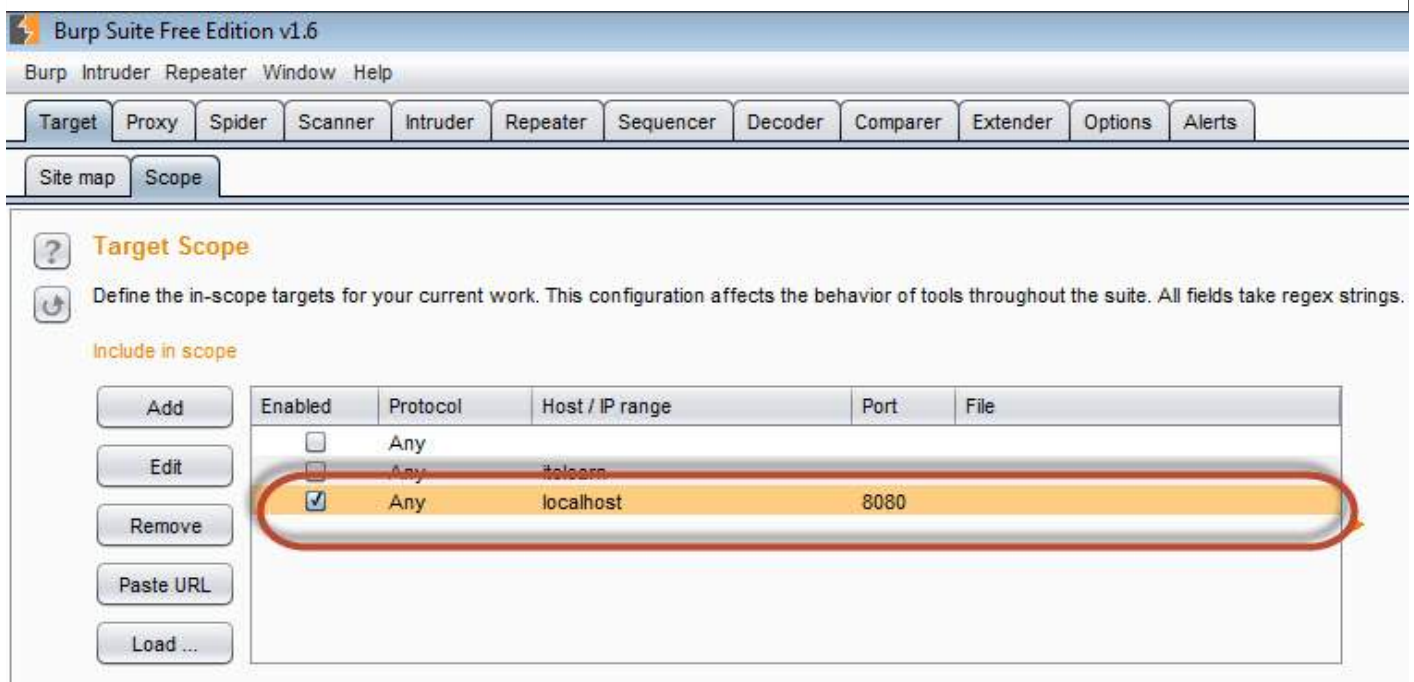 Burp Suite Free Edition v1.6
Burp Intruder Repeater Window Help
Target Proxy Spider Scanner Intruder Repeater Sequencer Decoder Comparer Extender Options Alerts
Site map Scope
? Target Scope
Define the in-scope targets for your current work. This configuration affects the behavior of tools throughout the suite. All fields take regex strings.
Include in scope
Add Enabled Protocol Host / IP range Port File
Any
Edit Any itelearn
Any localhost 8080
Remove
Paste URL
Load ...